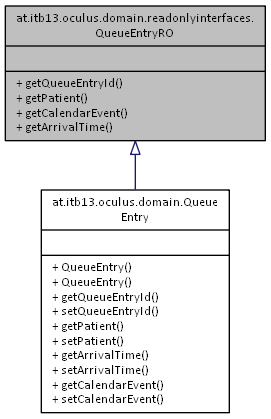 at.itb13.oculus.domain.readonlyinterfaces.
QueueEntryRO
+ getQueueEntryId()
+ getPatient()
+ getCalendarEvent()
+ getArrivalTime()
at.itb13.oculus.domain.Queue
Entry
+ QueueEntry()
+ QueueEntry()
+ getQueueEntryId()
+ setQueueEntryId()
+ getPatient()
+ setPatient()
+ getArrivalTime()
+ setArrivalTime()
+ getCalendarEvent()
+ setCalendarEvent()